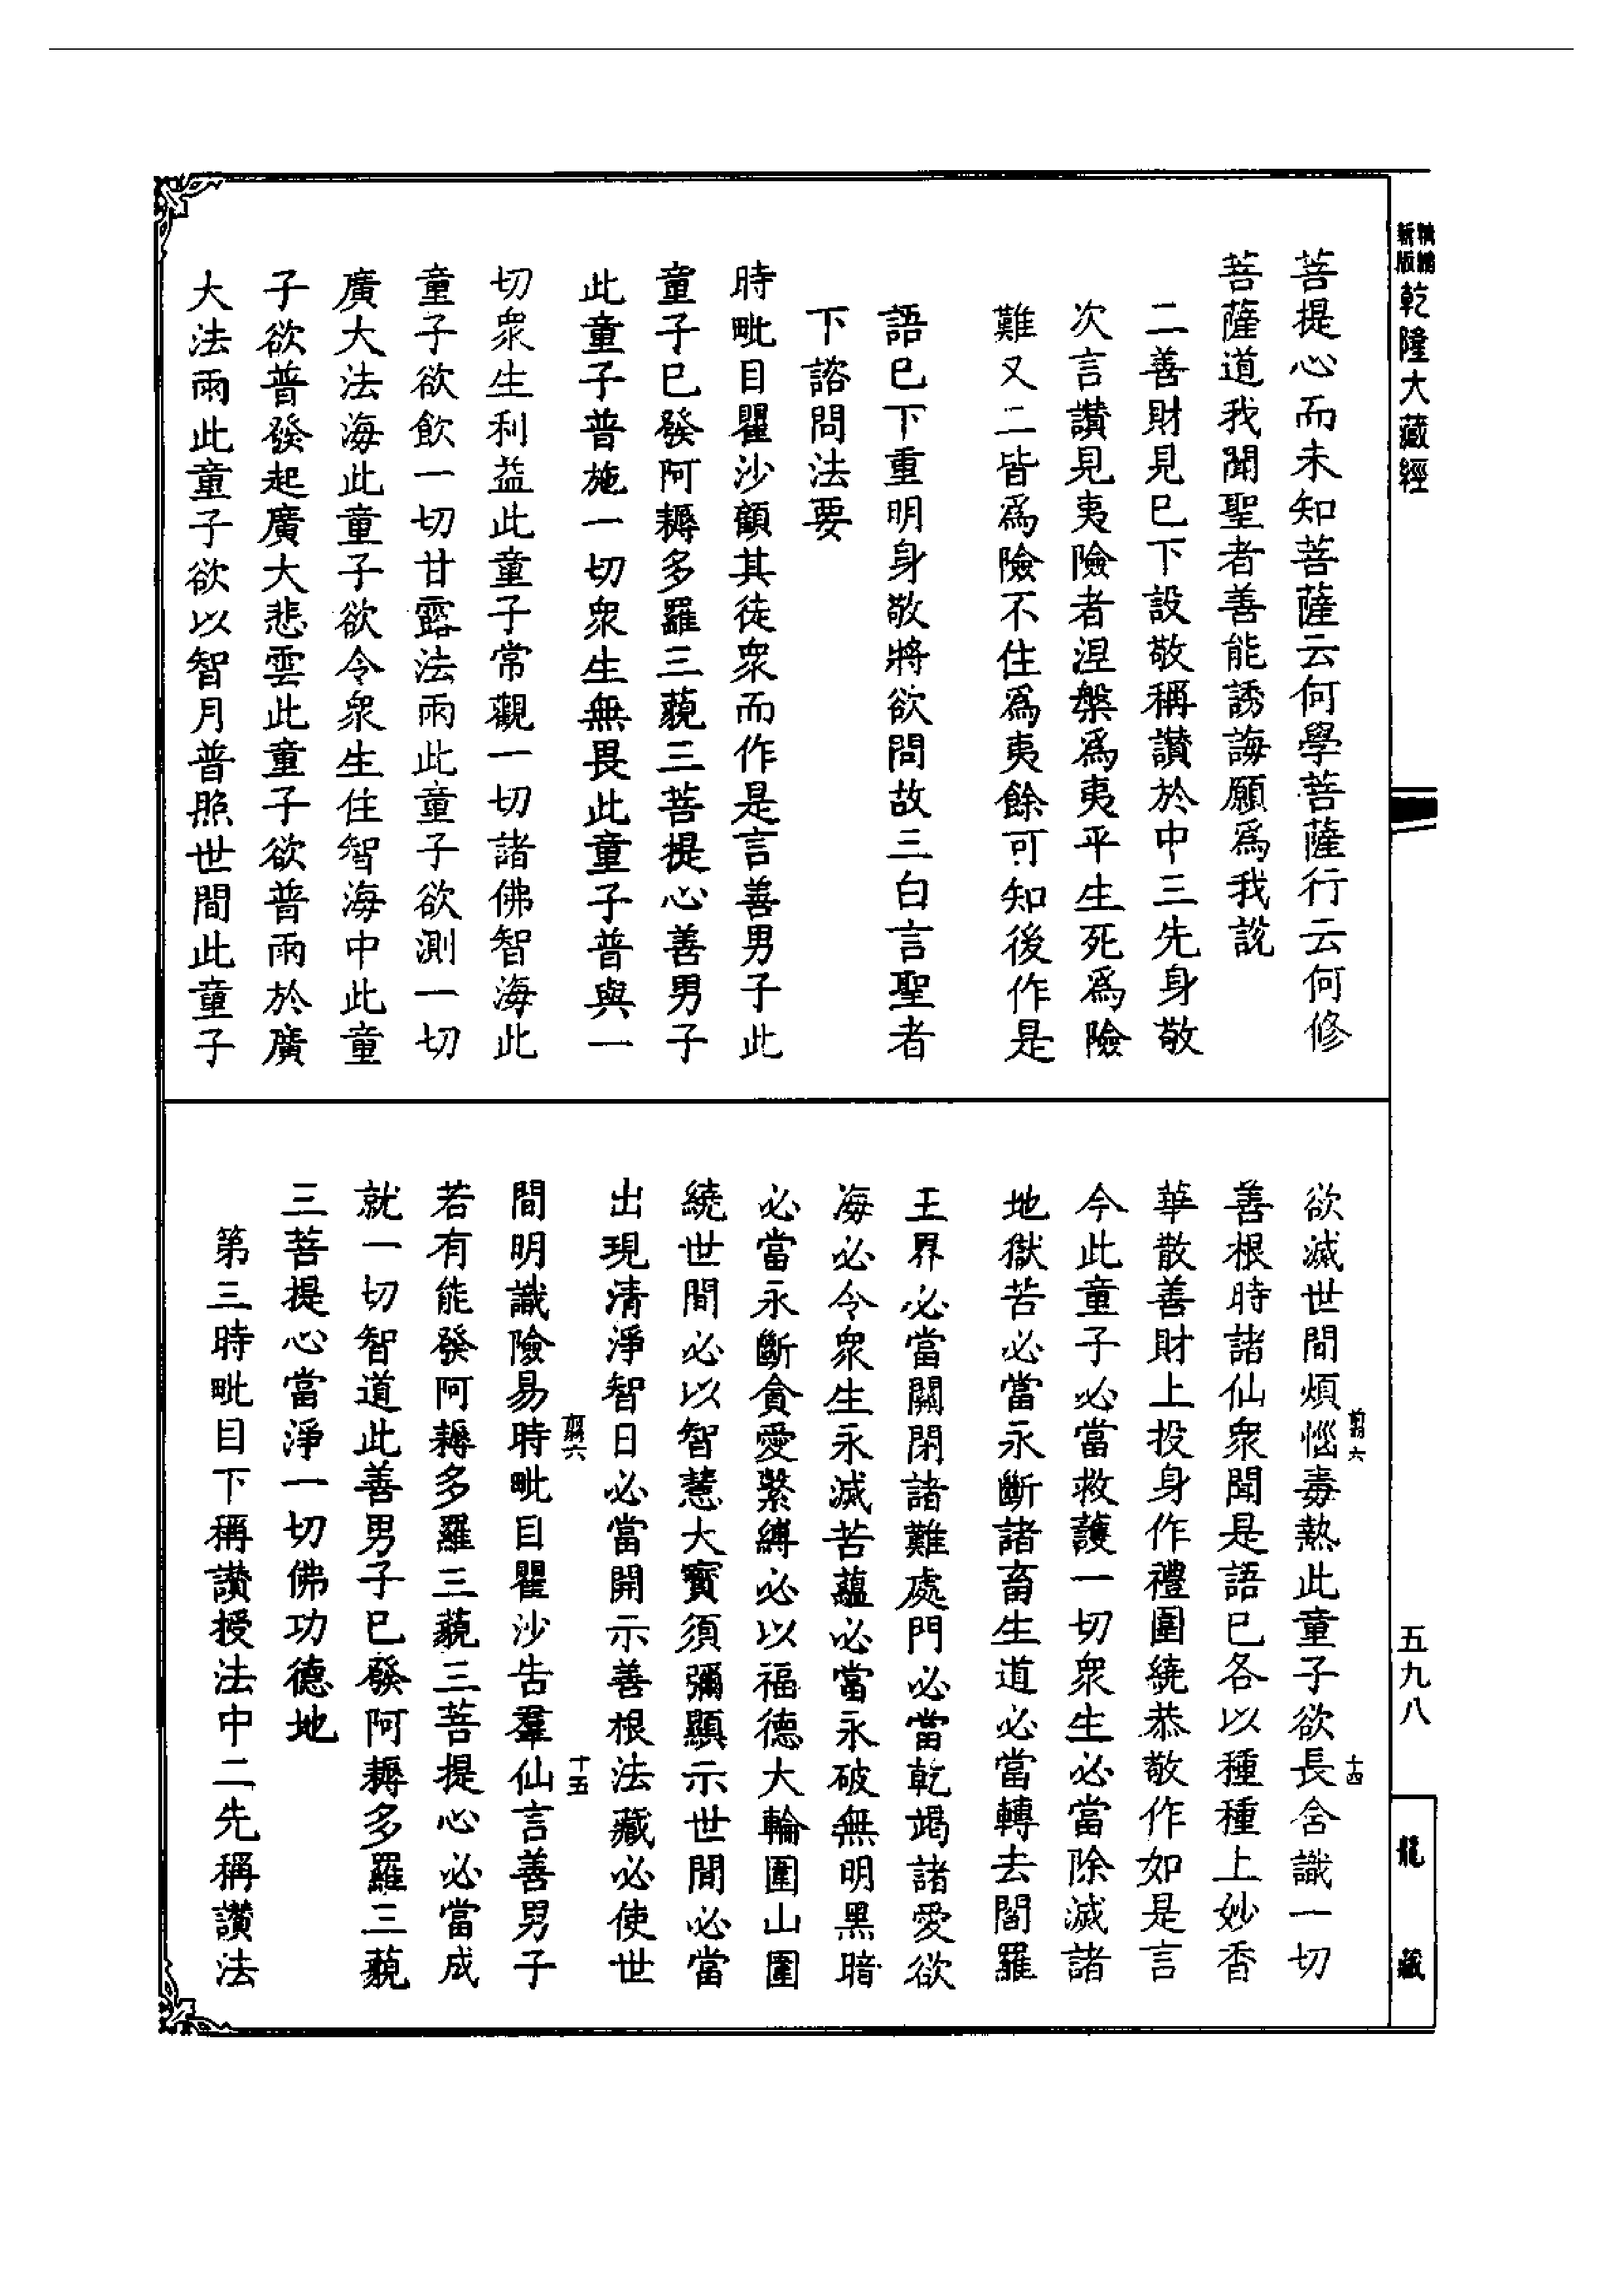 精編
新版
乾隆大藏經
菩提心而未知菩薩云何學菩薩行云何修
菩薩道我聞聖者善能誘誨願爲我說
二善財見巳下設敬稱讚於中三先身敬
次言讚見夷險者涅槃爲夷平生死爲險
難又二皆爲險不住爲夷餘可知後作是
語巳下重明身敬將欲問故三白言聖者
下諮問法要
時毗目瞿沙顧其徒衆而作是言善男子此
童子巳發阿耨多羅三藐三菩提心善男子
此童子普施一切衆生無畏此童子普與一
切衆生利益此童子常觀一切諸佛智海此
童子欲飲一切甘露法雨此童子欲測一切
廣大法海此童子欲令衆生住智海中此童
子欲普發起廣大悲雲此童子欲普雨於廣
大法雨此童子欲以智月普照世間此童子
欲滅世間煩惱毒熱此童子欲長含識一切
善根時諸仙衆聞是語巳各以種種上妙香
華散善財上投身作禮圍繞恭敬作如是言
今此童子必當救護一切衆生必當除滅諸
地獄苦必當永斷諸畜生道必當轉去閻羅
王界必當關閉諸難處門必當乾竭諸愛欲
海必令衆生永滅苦蘊必當永破無明黑暗
必當永斷貪愛繫縛必以福德大輪圍山圍
繞世間必以智慧大寶須彌顯示世間必當
出現清淨智日必當開示善根法藏必使世
間明識險易時毗目瞿沙告羣仙言善男子
若有能發阿耨多羅三藐三菩提心必當成
就一切智道此善男子巳發阿耨多羅三藐
三菩提心當淨一切佛功德地
第三時毗目下稱讚授法中二先稱讚法
翦六
十四
翦六
十五
五九八
龍藏